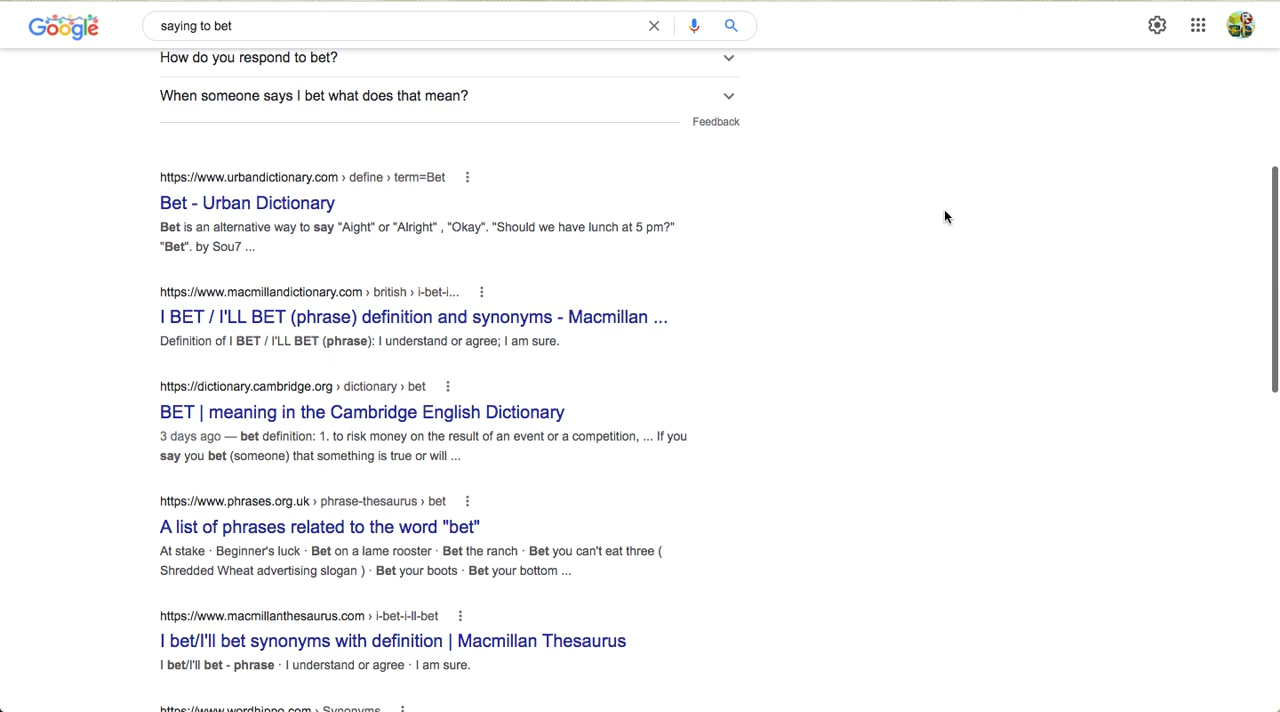 Google
saying to bet
How do you respond to bet?
When someone says I bet what does that mean?
Feedback
https://www.urbandictionary.com › define › term=Bet
Bet - Urban Dictionary
Bet is an alternative way to say "Aight" or "Alright" , "Okay". "Should we have lunch at 5 pm?"
"Bet". by Sou7 ...
https://www.macmillandictionary.com › british › i-bet-i...
I BET / I'LL BET (phrase) definition and synonyms - Macmillan ...
Definition of I BET / I'LL BET (phrase): I understand or agree; I am sure.
https://dictionary.cambridge.org › dictionary › bet
BET | meaning in the Cambridge English Dictionary
3 days ago — bet definition: 1. to risk money on the result of an event or a competition, ... If you
say you bet (someone) that something is true or will ...
https://www.phrases.org.uk › phrase-thesaurus › bet
A list of phrases related to the word "bet"
At stake · Beginner's luck · Bet on a lame rooster · Bet the ranch · Bet you can't eat three (
Shredded Wheat advertising slogan ) · Bet your boots · Bet your bottom ...
https://www.macmillanthesaurus.com › i-bet-i-ll-bet
I bet/I'll bet synonyms with definition | Macmillan Thesaurus
I bet/I'll bet - phrase · I understand or agree · I am sure.
https://www.wordhippo.com › Synonyms